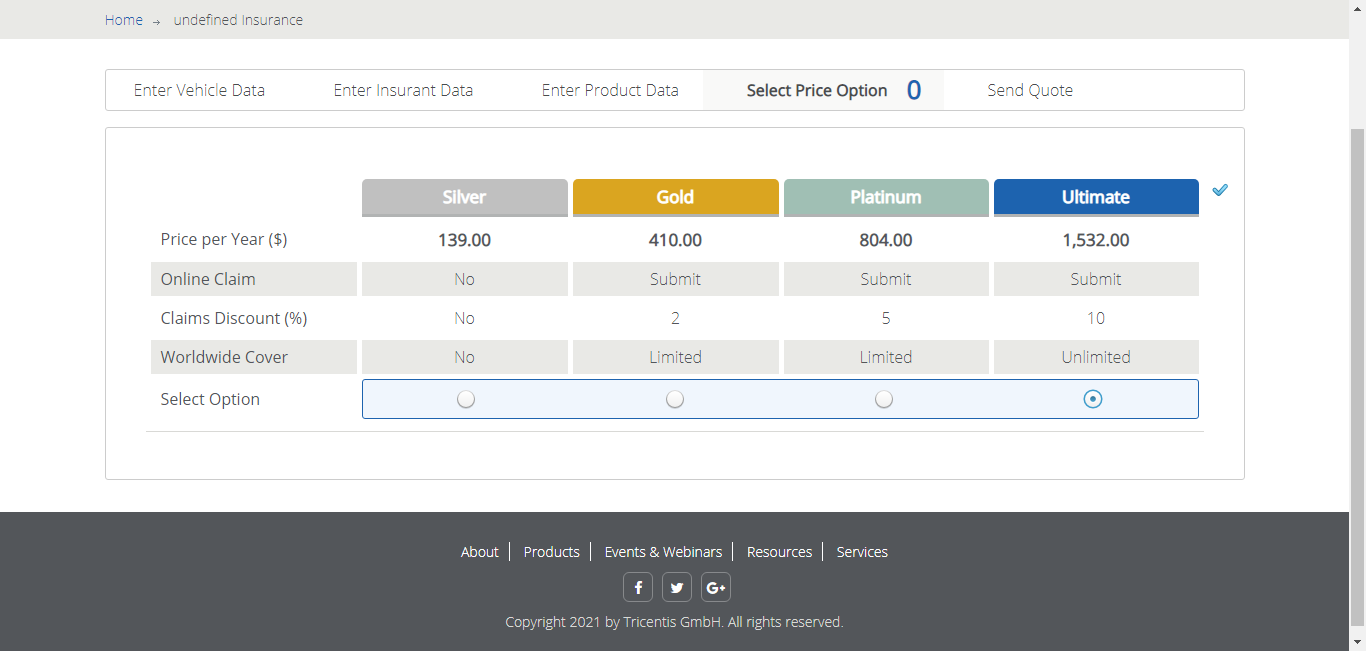 Home → undefined Insurance
Enter Vehicle Data Enter Insurant Data Enter Product Data Select Price Option 0 Send Quote
Silver Gold Platinum Ultimate
Price per Year ($) 139.00 410.00 804.00 1,532.00
Online Claim No Submit Submit Submit
Claims Discount (%) No 2 5 10
Worldwide Cover No Limited Limited Unlimited
Select Option
About Products Events & Webinars Resources Services
f G+
Copyright 2021 by Tricentis GmbH. All rights reserved.